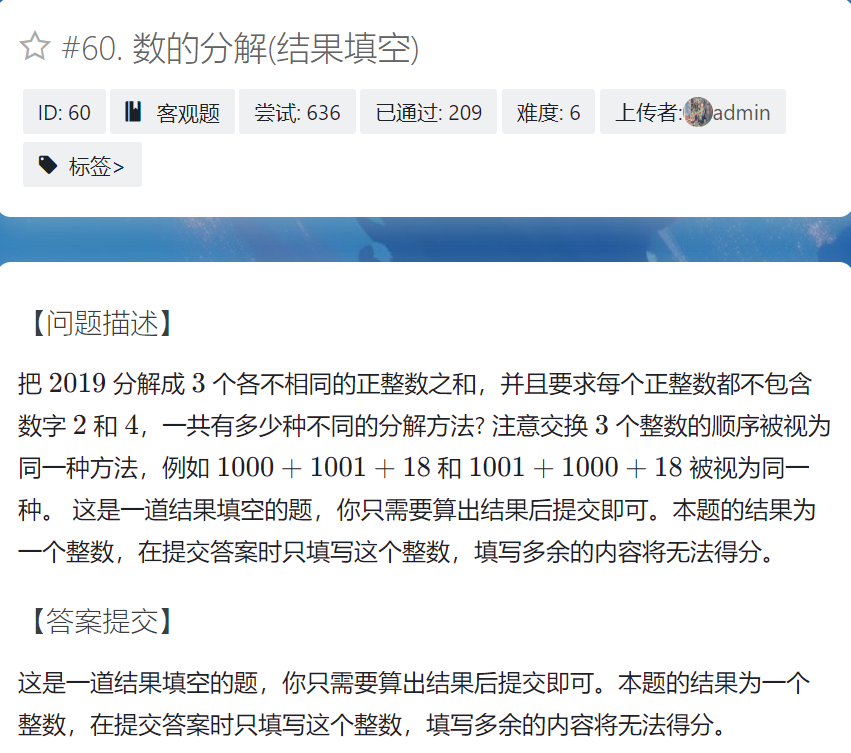 #60. 数的分解(结果填空)
ID: 60 客观题 尝试: 636 已通过: 209 难度: 6 上传者:admin
标签>
【问题描述】
把 2019 分解成 3 个各不相同的正整数之和，并且要求每个正整数都不包含
数字 2 和 4，一共有多少种不同的分解方法? 注意交换 3 个整数的顺序被视为
同一种方法，例如 1000 + 1001 + 18 和 1001 + 1000 + 18 被视为同一
种。 这是一道结果填空的题，你只需要算出结果后提交即可。本题的结果为
一个整数，在提交答案时只填写这个整数，填写多余的内容将无法得分。
【答案提交】
这是一道结果填空的题，你只需要算出结果后提交即可。本题的结果为一个
整数，在提交答案时只填写这个整数，填写多余的内容将无法得分。